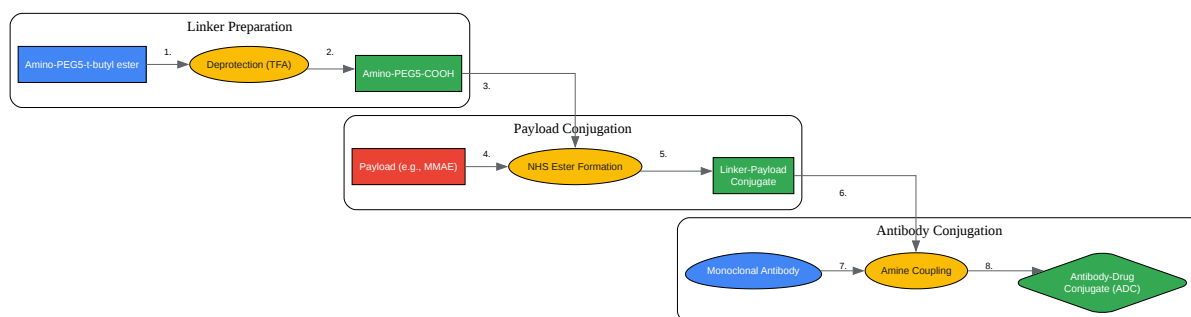 Linker Preparation
Amino-PEG5-t-butyl ester
1.
Deprotection (TFA)
2.
Amino-PEG5-COOH
3.
Payload Conjugation
Payload (e.g., MMAE)
4.
NHS Ester Formation
5.
Linker-Payload
Conjugate
6.
Antibody Conjugation
Monoclonal Antibody
7.
Amine Coupling
8.
Antibody-Drug
Conjugate (ADC)